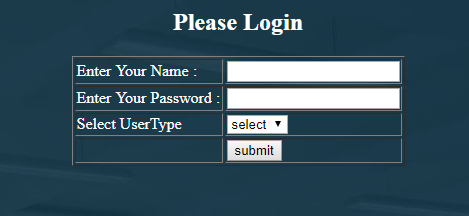 Please Login
Enter Your Name :
Enter Your Password :
Select UserType select
submit